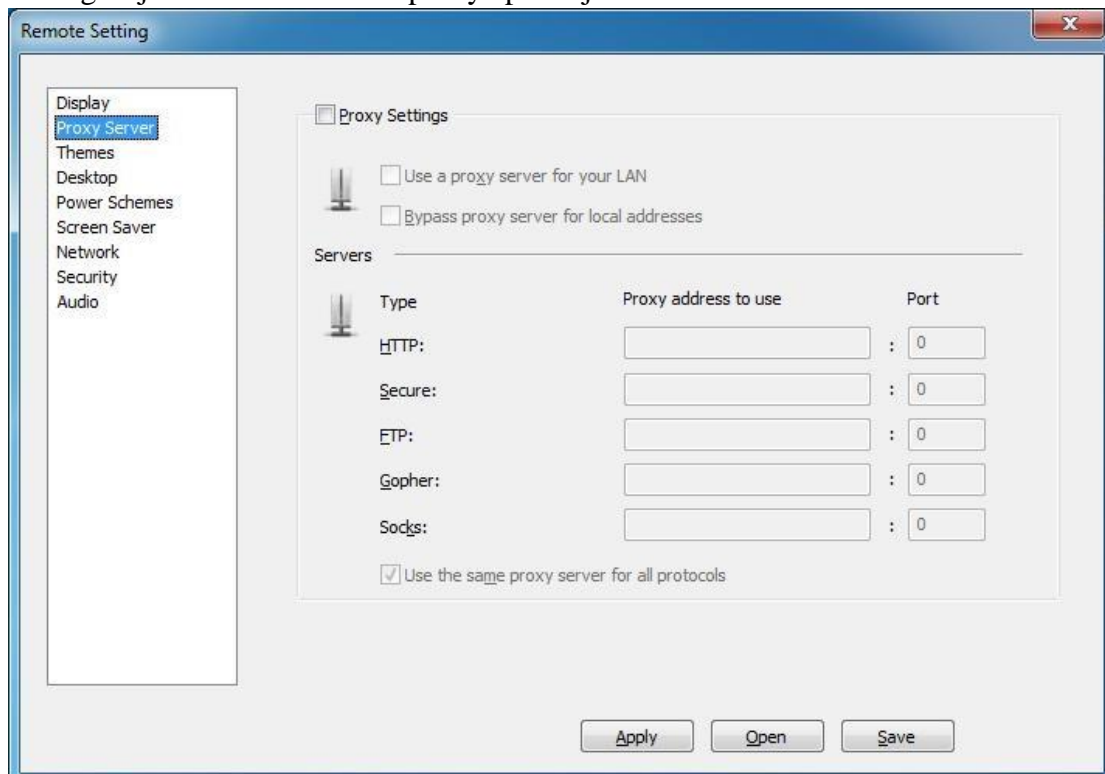 Remote Setting
Display
Proxy Server
Themes
Desktop
Power Schemes
Screen Saver
Network
Security
Audio
Proxy Settings
Use a proxy server for your LAN
Bypass proxy server for local addresses
Servers
Type Proxy address to use Port
HTTP: : 0
Secure: : 0
FTP: : 0
Gopher: : 0
Socks: : 0
Use the same proxy server for all protocols
Apply Open Save